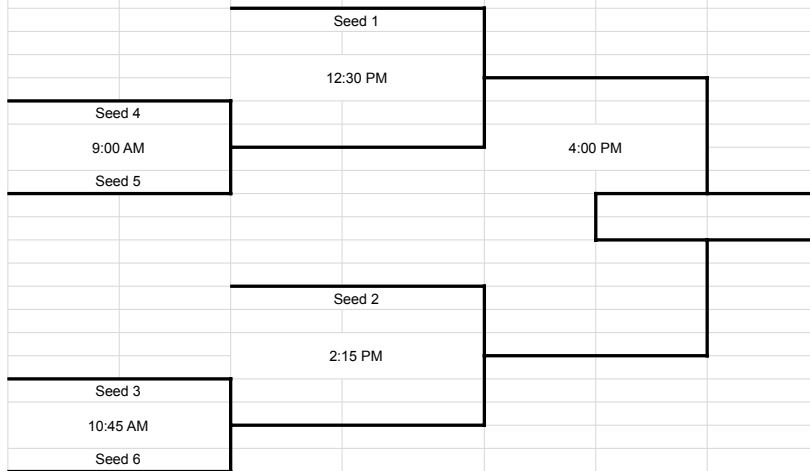 Seed 1
12:30 PM
Seed 4
9:00 AM
4:00 PM
Seed 5
Seed 2
2:15 PM
Seed 3
10:45 AM
Seed 6